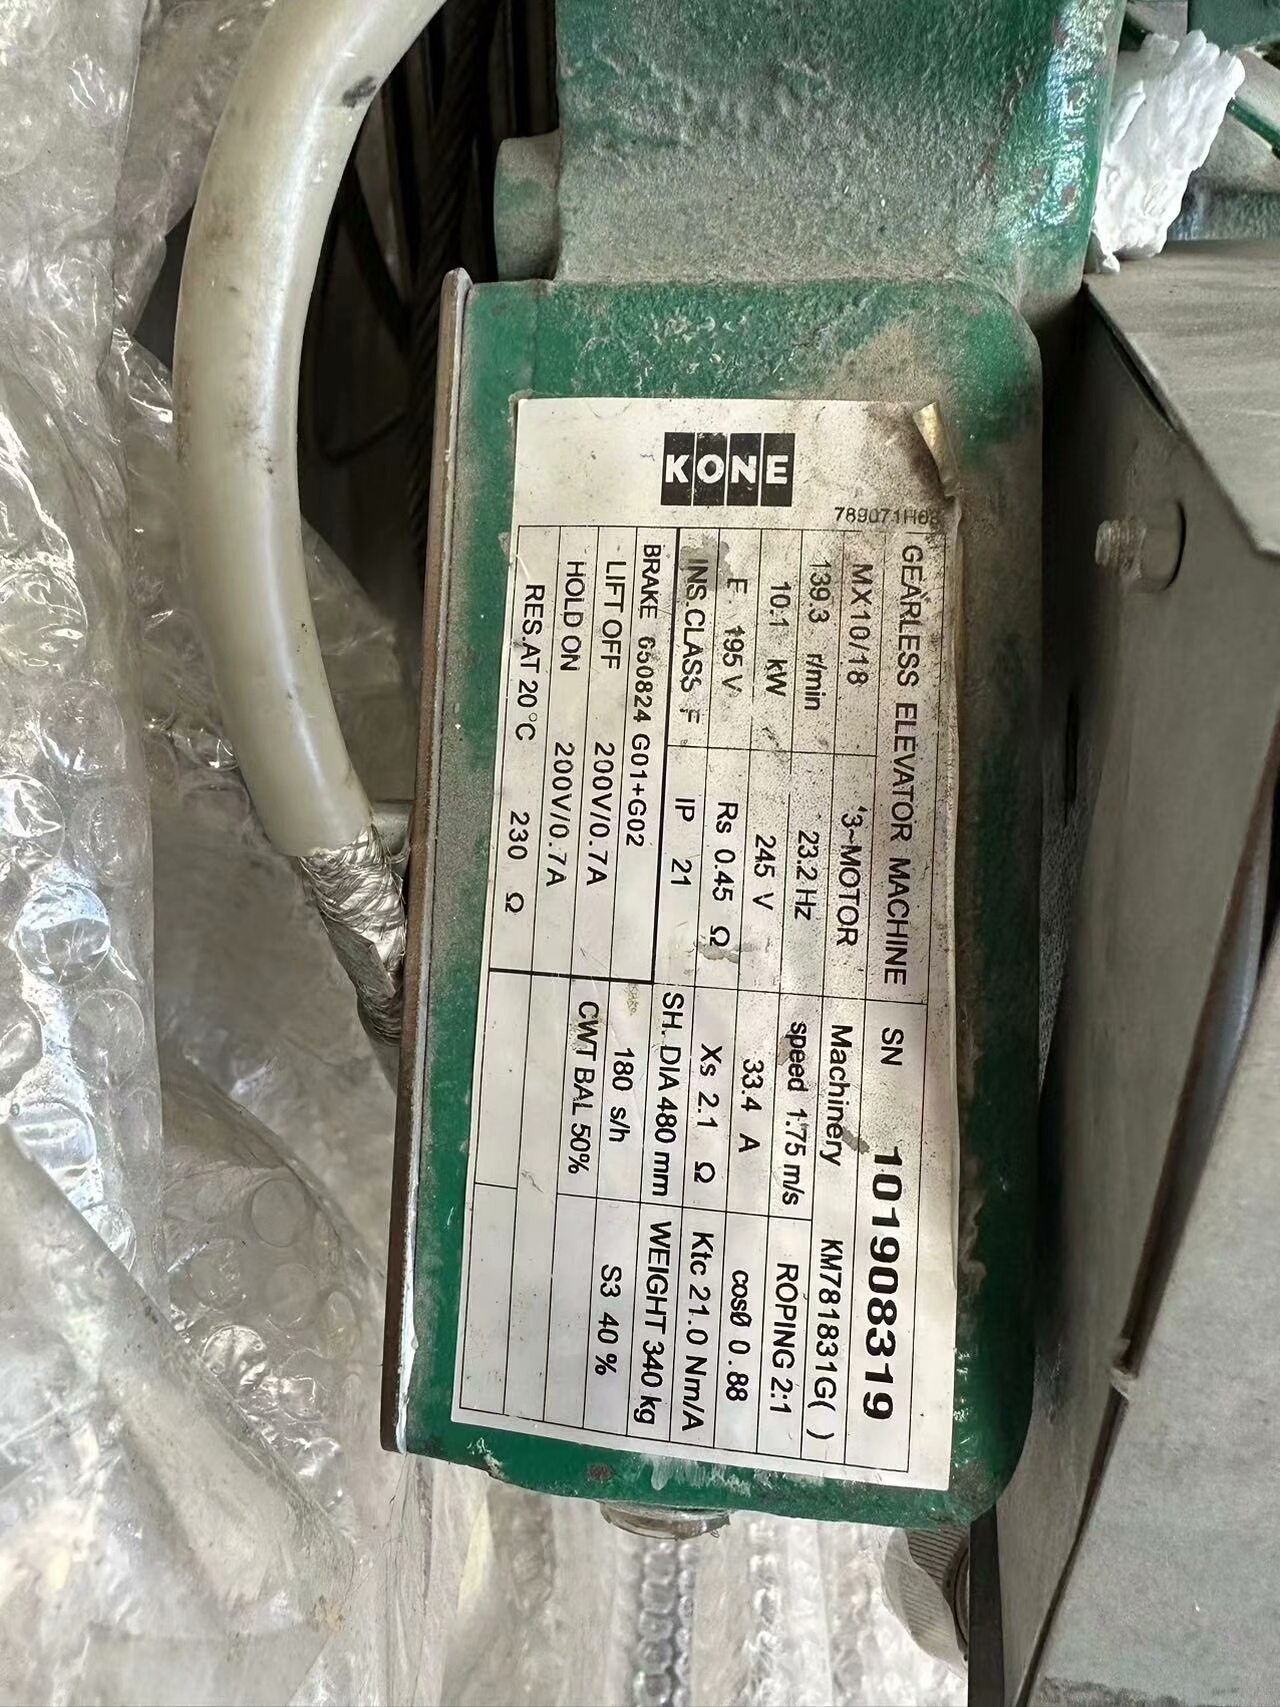 KONE
789071H03
GEARLESS ELEVATOR MACHINE SN 101908319
MX10/18 3~MOTOR Machinery KM781831G( )
139.3 r/min 23.2 Hz speed 1.75 m/s ROPING 2:1
10.1 kW 245 V 33.4 A cosø 0.88
E 195 V Rs 0.45 Ω Xs 2.1 Ω Ktc 21.0 Nm/A
INS.CLASS F IP 21 SH. DIA 480 mm WEIGHT 340 kg
BRAKE 650824 G01+G02 180 s/h S3 40 %
LIFT OFF 200V/0.7A CWT BAL 50%
HOLD ON 200V/0.7A
RES.AT 20°C 230 Ω